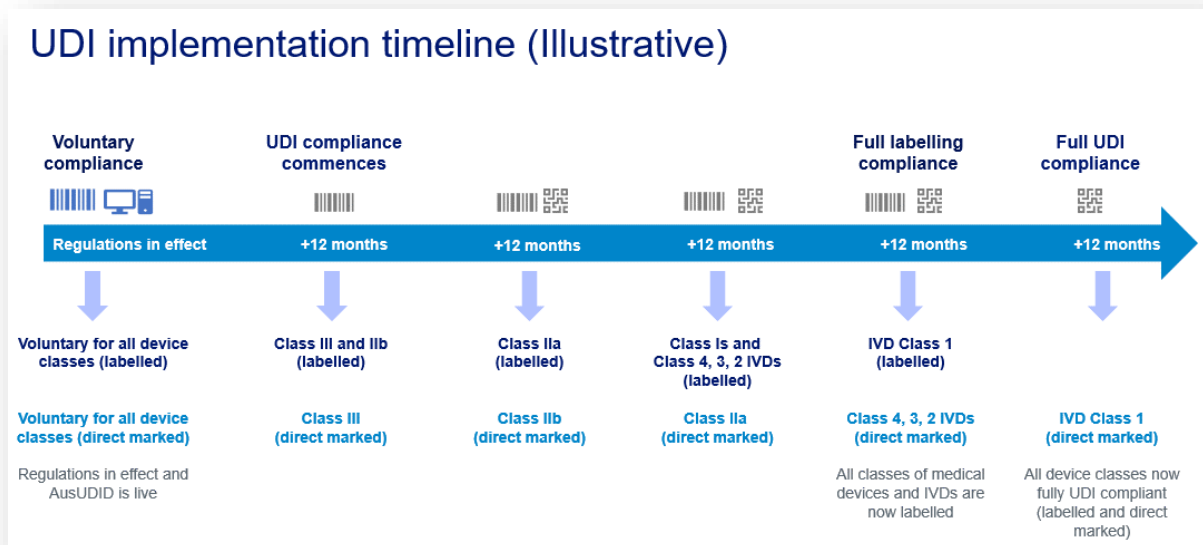 UDI implementation timeline (Illustrative)
Voluntary
compliance
UDI compliance
commences
Full labelling
compliance
Full UDI
compliance
Regulations in effect
+12 months
+12 months
+12 months
+12 months
+12 months
Voluntary for all device
classes (labelled)
Class III and IIb
(labelled)
Class IIa
(labelled)
Class Is and
Class 4, 3, 2 IVDs
(labelled)
IVD Class 1
(labelled)
Voluntary for all device
classes (direct marked)
Class III
(direct marked)
Class IIb
(direct marked)
Class IIa
(direct marked)
Class 4, 3, 2 IVDs
(direct marked)
IVD Class 1
(direct marked)
Regulations in effect and
AusUDID is live
All classes of medical
devices and IVDs are
now labelled
All device classes now
fully UDI compliant
(labelled and direct
marked)